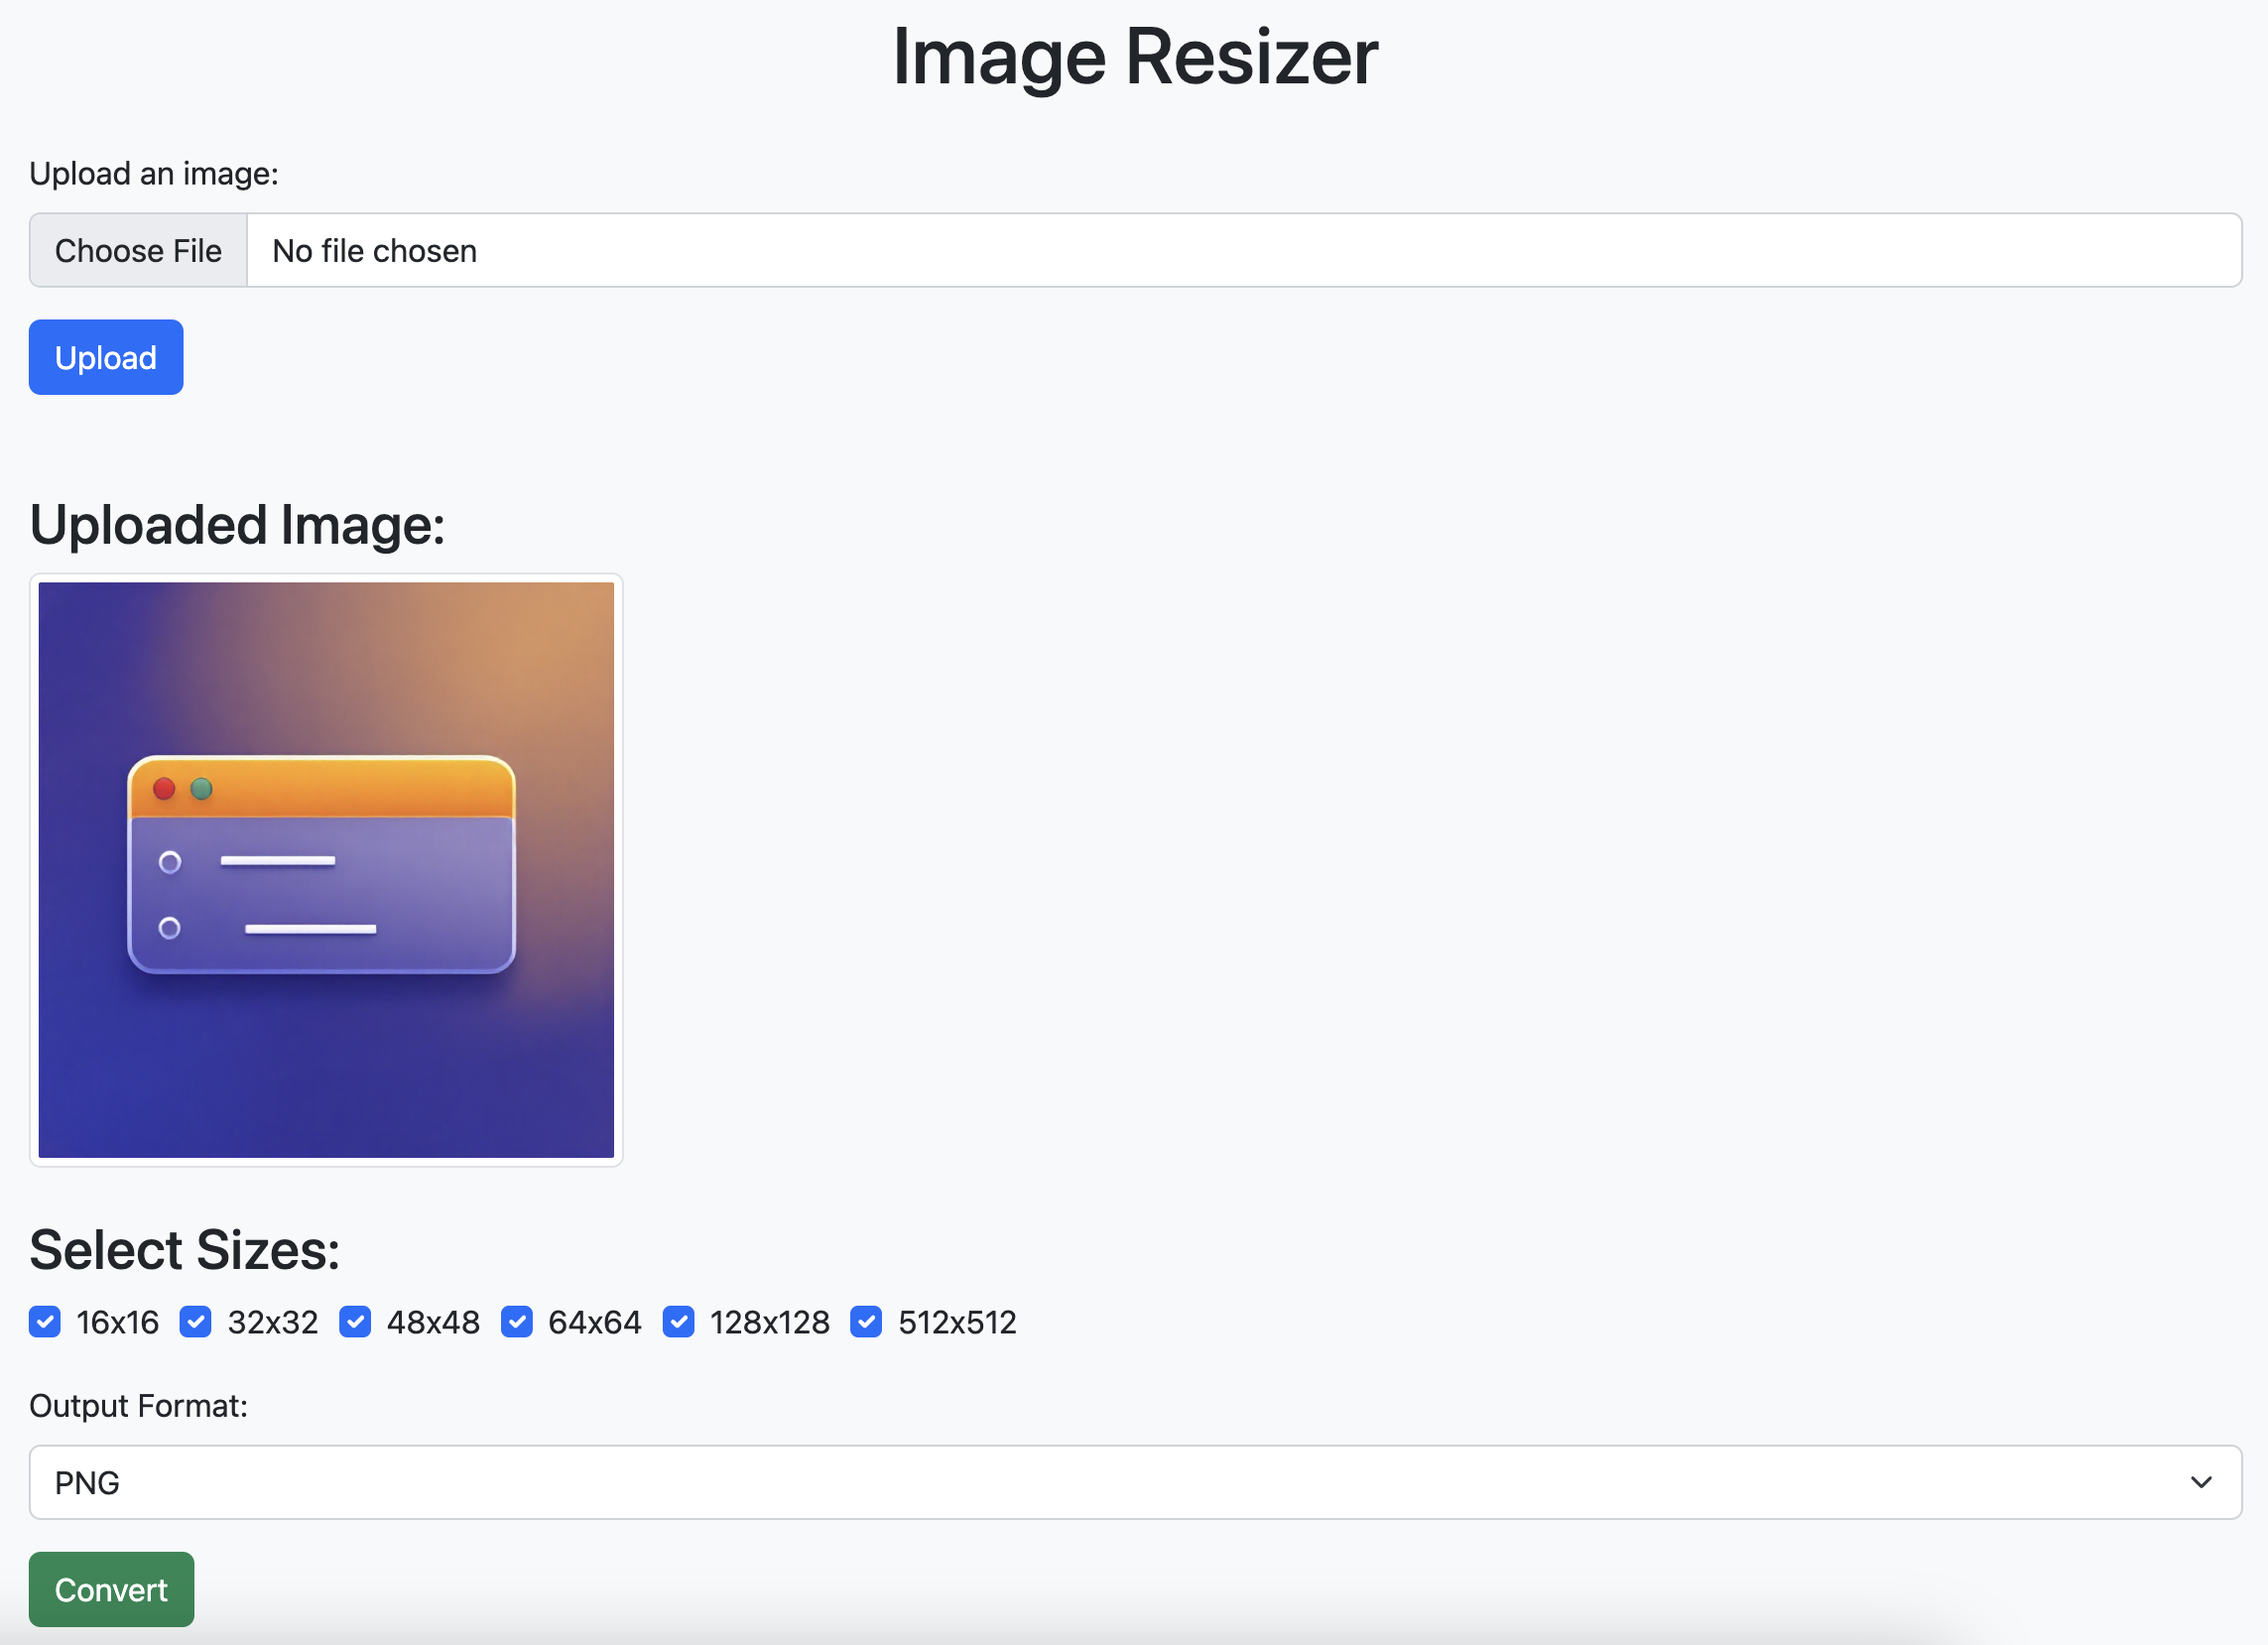 Image Resizer
Upload an image:
Choose File No file chosen
Upload
Uploaded Image:
Select Sizes:
16x16 32x32 48x48 64x64 128x128 512x512
Output Format:
PNG
Convert